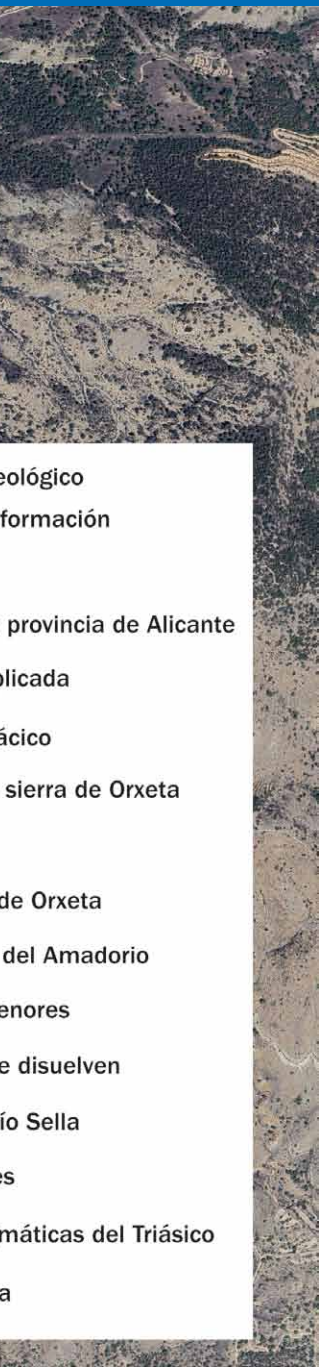 eológico
formación
provincia de Alicante
plicada
ácico
sierra de Orxeta
de Orxeta
del Amadorio
enores
e disuelven
ío Sella
es
máticas del Triásico
a